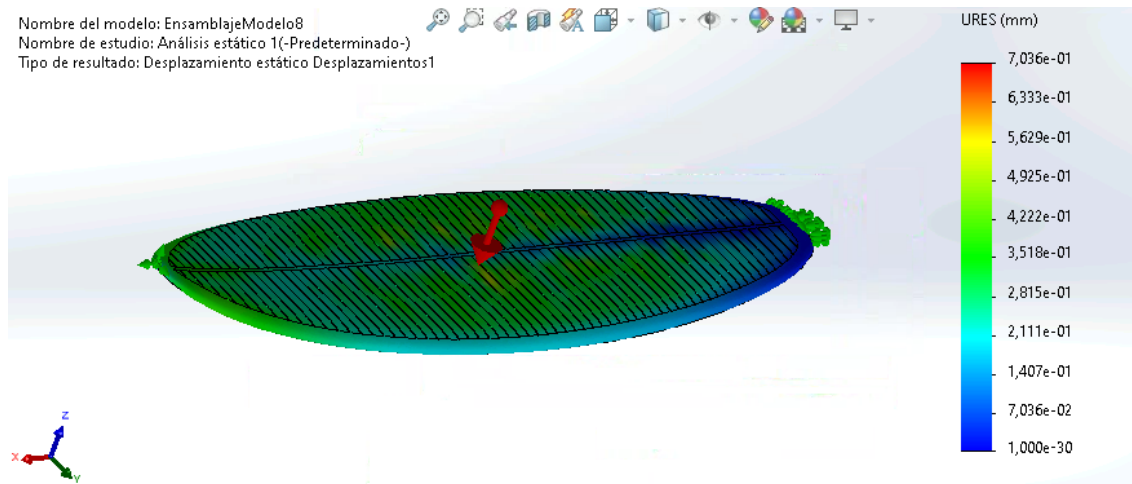 Nombre del modelo: EnsamblajeModelo8
Nombre de estudio: Análisis estático 1(-Predeterminado-)
Tipo de resultado: Desplazamiento estático Desplazamientos1
URES (mm)
7,036e-01
6,333e-01
5,629e-01
4,925e-01
4,222e-01
3,518e-01
2,815e-01
2,111e-01
1,407e-01
7,036e-02
1,000e-30
z
x
y